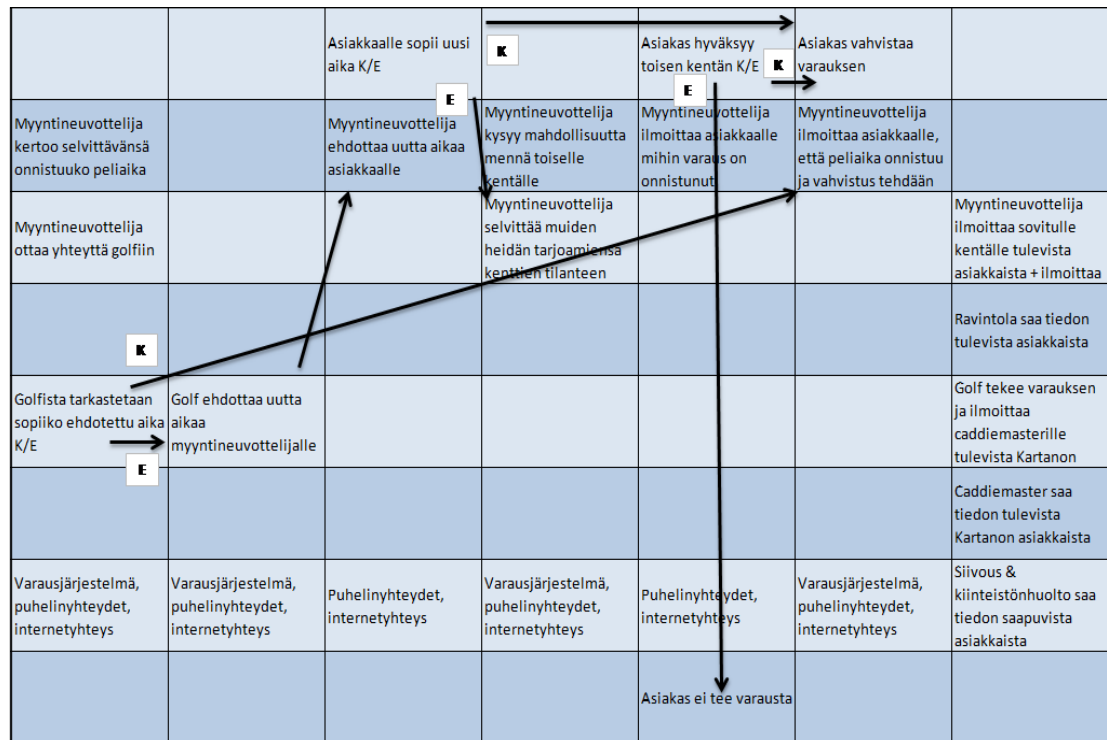 Asiakkaalle sopii uusi
aika K/E
K
E
Asiakas hyväksyy
toisen kentän K/E
K
E
Asiakas vahvistaa
varauksen
Myyntineuvottelija
kertoo selvittävänsä
onnistuuko peliaika
Myyntineuvottelija
ehdottaa uutta aikaa
asiakkaalle
Myyntineuvottelija
kysyy mahdollisuutta
mennä toiselle
kentälle
Myyntineuvottelija
ilmoittaa asiakkaalle
mihin varaus on
onnistunut
Myyntineuvottelija
ilmoittaa asiakkaalle,
että peliaika onnistuu
ja vahvistus tehdään
Myyntineuvottelija
ottaa yhteyttä golfiin
Myyntineuvottelija
selvittää muiden
heidän tarjoamiensa
kenttien tilanteen
Myyntineuvottelija
ilmoittaa sovitulle
kentälle tulevista
asiakkaista + ilmoittaa
K
Ravintola saa tiedon
tulevista asiakkaista
Golfista tarkastetaan
sopiiko ehdotettu aika
K/E
E
Golf ehdottaa uutta
aikaa
myyntineuvottelijalle
Golf tekee varauksen
ja ilmoittaa
caddiemasterille
tulevista Kartanon
Caddiemaster saa
tiedon tulevista
Kartanon asiakkaista
Varausjärjestelmä,
puhelinyhteydet,
internetyhteys
Varausjärjestelmä,
puhelinyhteydet,
internetyhteys
Puhelinyhteydet,
internetyhteys
Varausjärjestelmä,
puhelinyhteydet,
internetyhteys
Puhelinyhteydet,
internetyhteys
Varausjärjestelmä,
puhelinyhteydet,
internetyhteys
Siivous &
kiinteistönhuolto saa
tiedon saapuvista
asiakkaista
Asiakas ei tee varausta